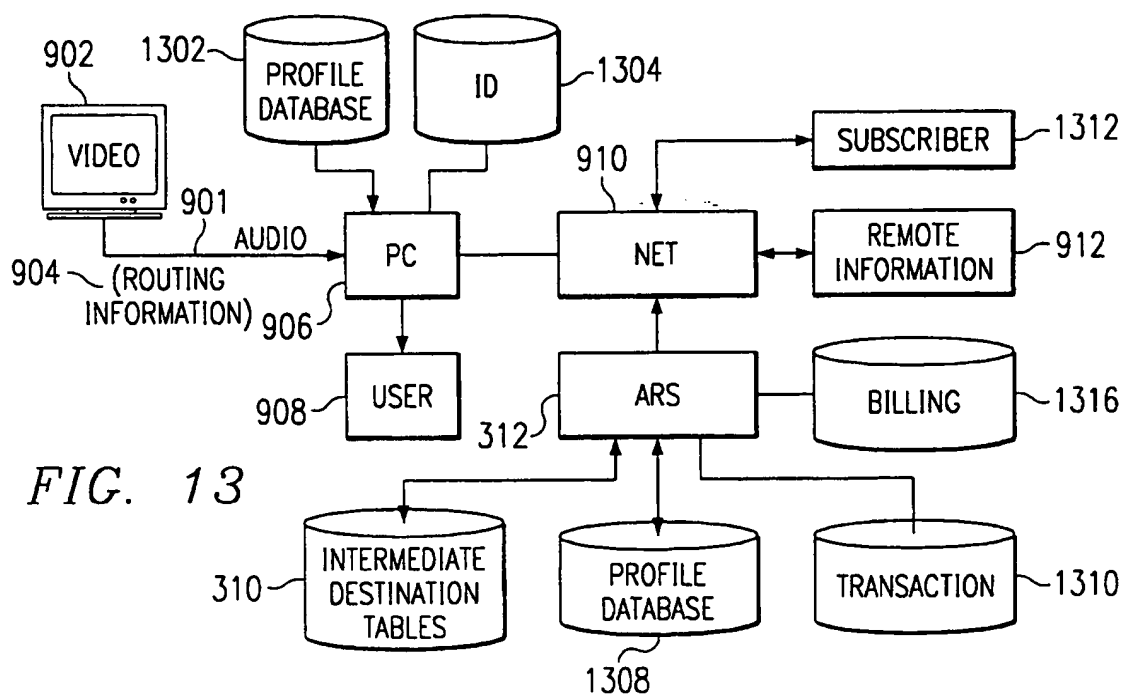 902
1302
PROFILE
DATABASE
ID
1304
VIDEO
901
AUDIO
904
(ROUTING
INFORMATION)
PC
906
910
NET
SUBSCRIBER
1312
REMOTE
INFORMATION
912
USER
908
ARS
312
BILLING
1316
FIG. 13
INTERMEDIATE
DESTINATION
TABLES
310
PROFILE
DATABASE
1308
TRANSACTION
1310